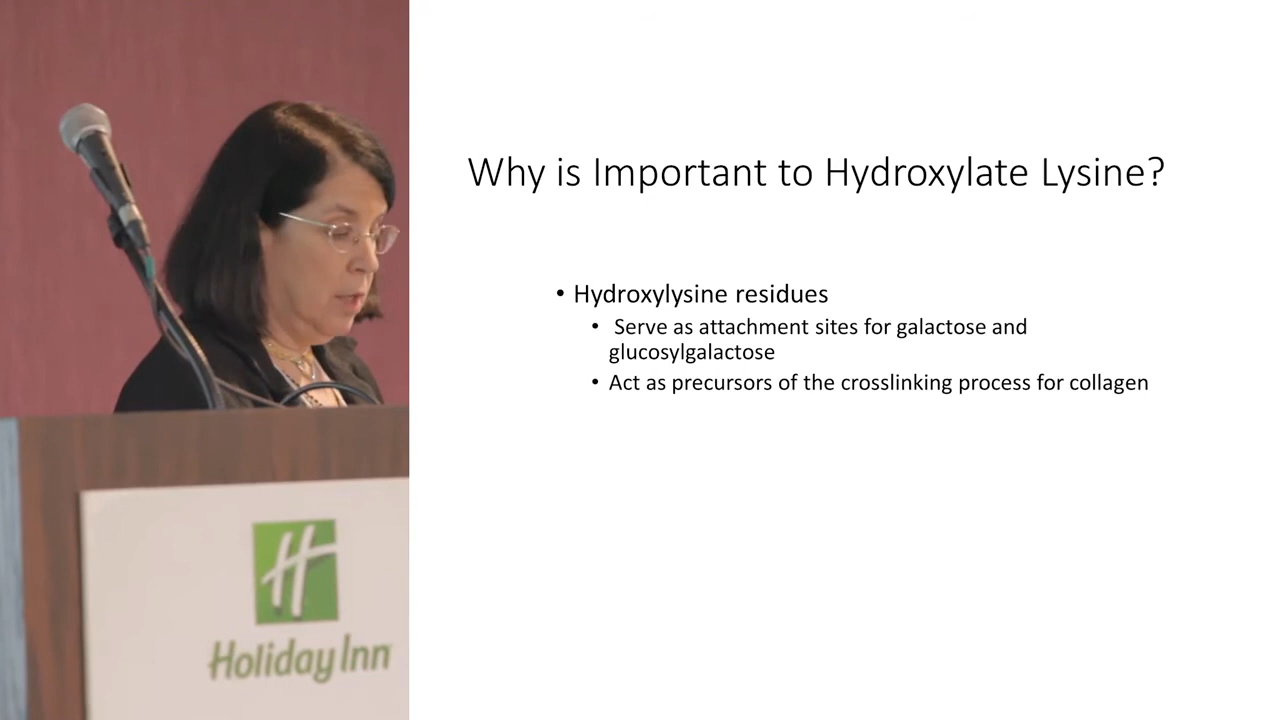 Why is Important to Hydroxylate Lysine?
• Hydroxylysine residues
• Serve as attachment sites for galactose and
glucosylgalactose
• Act as precursors of the crosslinking process for collagen
H
Holiday Inn